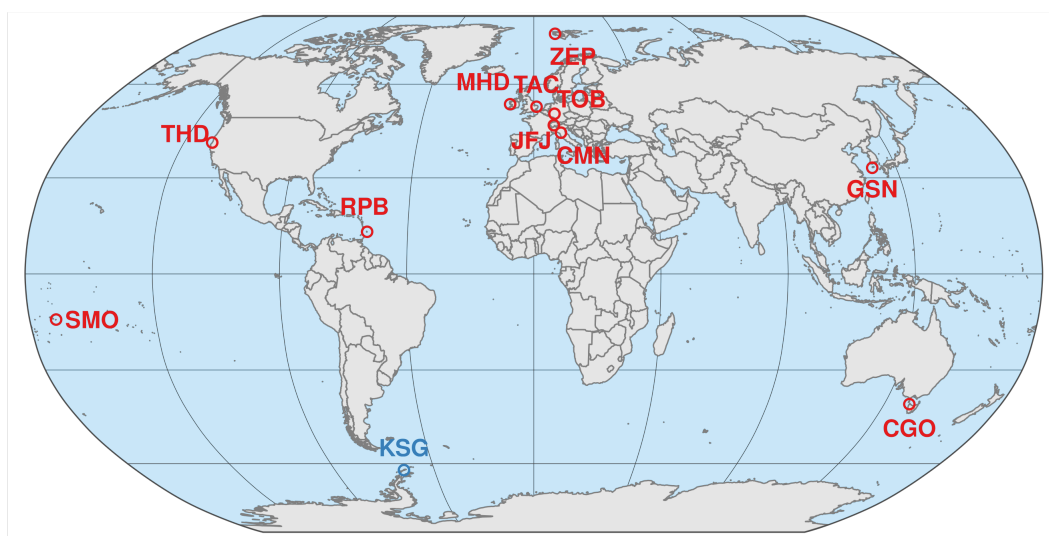 ZEP
MHD
TAC
TOB
THD
JFJ
CMN
GSN
RPB
SMO
CGO
KSG